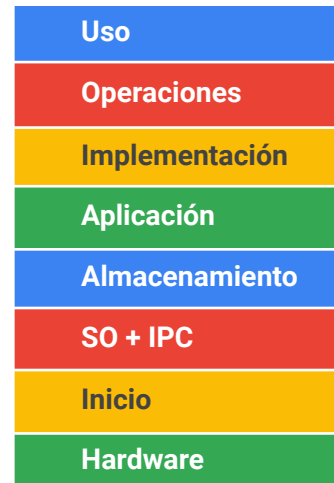 Uso
Operaciones
Implementación
Aplicación
Almacenamiento
SO + IPC
Inicio
Hardware